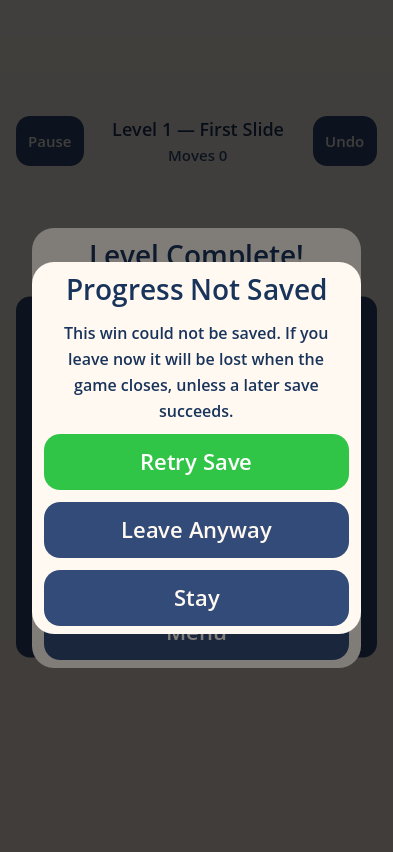 Pause
Level 1 — First Slide
Moves 0
Undo
Level Complete!
Progress Not Saved
This win could not be saved. If you
leave now it will be lost when the
game closes, unless a later save
succeeds.
Retry Save
Leave Anyway
Stay
Menu